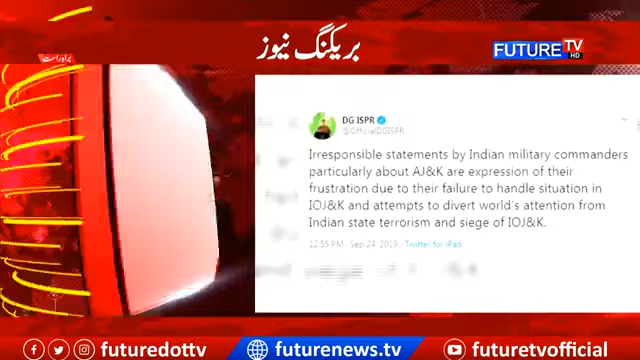 بریکنگ نیوز
FUTURE TV HD
براہ راست
DG ISPR
@OfficialDGISPR
Irresponsible statements by Indian military commanders
particularly about AJ&K are expression of their
frustration due to their failure to handle situation in
IOJ&K and attempts to divert world's attention from
Indian state terrorism and siege of IOJ&K.
12:55 PM · Sep 24, 2019 · Twitter for iPad
futuredottv
futurenews.tv
futuretvofficial